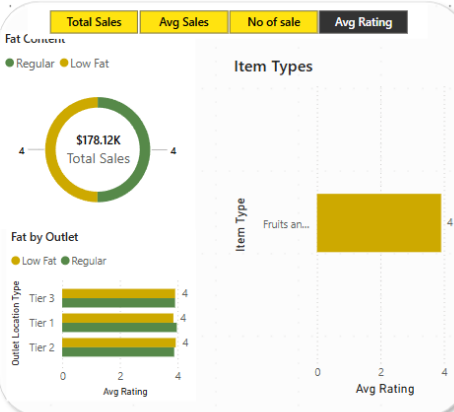 Total Sales Avg Sales No of sale Avg Rating
Fat Content
Regular Low Fat
4 4
$178.12K
Total Sales
Fat by Outlet
Low Fat Regular
Outlet Location Type
Tier 3 4
Tier 1 4
Tier 2 4
0 2 4
Avg Rating
Item Types
Item Type
Fruits an... 4
0 2 4
Avg Rating